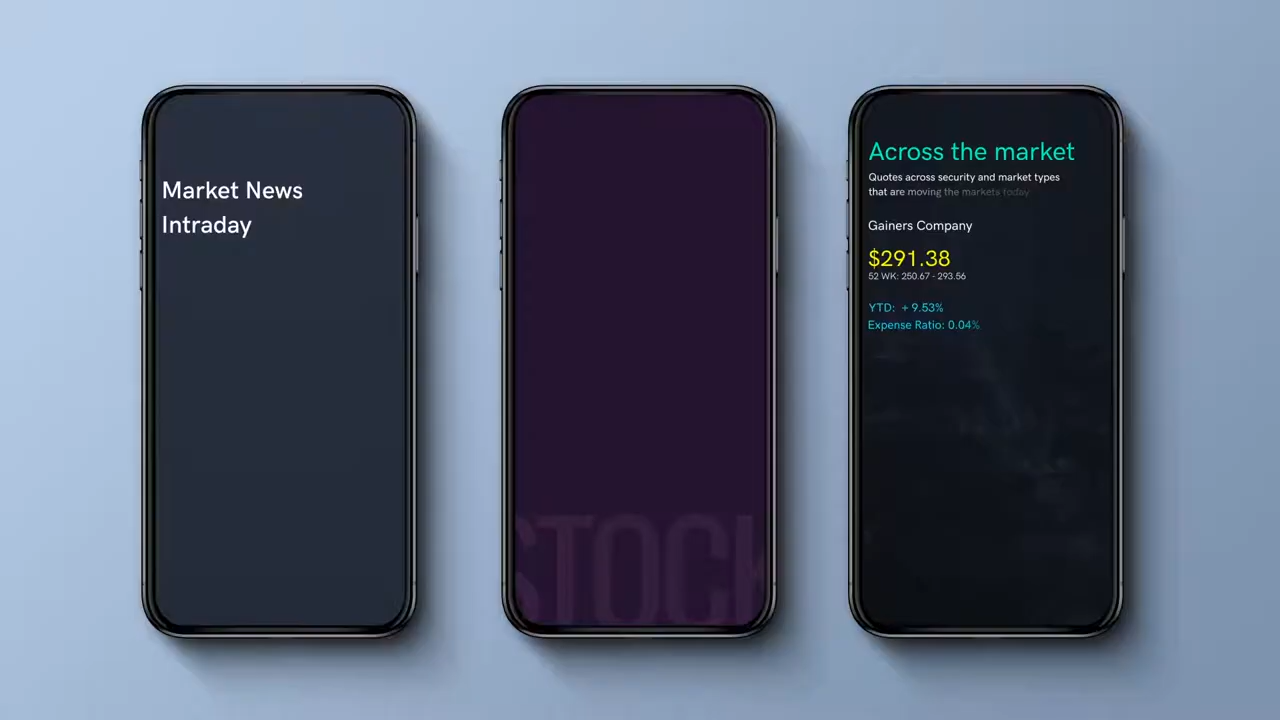 Market News
Intraday
STOCK
Across the market
Quotes across security and market types
that are moving the markets today
Gainers Company
$291.38
52 WK: 250.67 - 293.56
YTD: + 9.53%
Expense Ratio: 0.04%